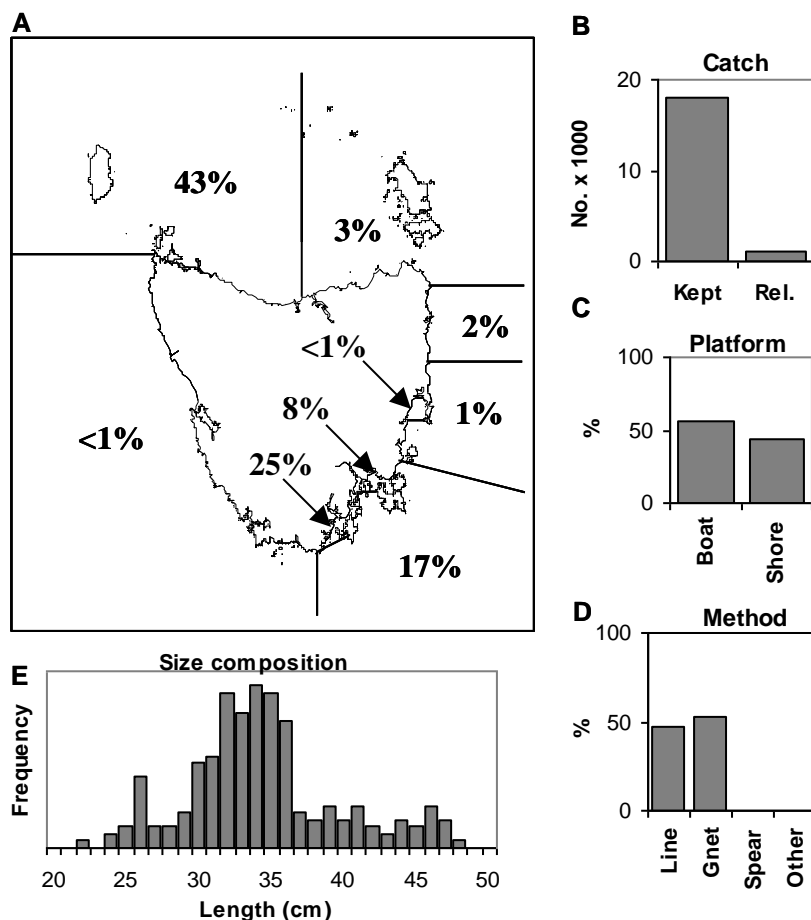 A
43%
3%
2%
<1%
1%
8%
<1%
25%
17%
B
Catch
20
10
0
No. x 1000
Kept Rel.
C
Platform
100
50
0
%
Boat
Shore
D
Method
100
50
0
%
Line
Gnet
Spear
Other
E
Size composition
Frequency
20 25 30 35 40 45 50
Length (cm)